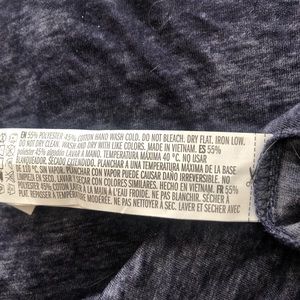 EN 55% POLYESTER 45% COTTON HAND WASH COLD. DO NOT BLEACH. DRY FLAT. IRON LOW.
DO NOT DRY CLEAN. WASH AND DRY WITH LIKE COLORS. MADE IN VIETNAM. ES 55%
poliéster 45% algodón LAVAR A MANO. TEMPERATURA MÁXIMA 40 °C. NO USAR
BLANQUEADOR. SECADO EXTENDIDO. PLANCHAR A UNA TEMPERATURA MÁXIMA DE LA BASE
DE 110 °C, SIN VAPOR. PLANCHAR CON VAPOR PUEDE CAUSAR DAÑO IRREVERSIBLE. NO
LIMPIAR EN SECO. LAVAR Y SECAR CON COLORES SIMILARES. HECHO EN VIETNAM. FR 55%
polyester 45% COTON LAVER À LA MAIN À L'EAU FROIDE. NE PAS BLANCHIR. SÉCHER À
REPASSER À TIÈDE. NE PAS NETTOYER À SEC. LAVER ET SÉCHER AVEC